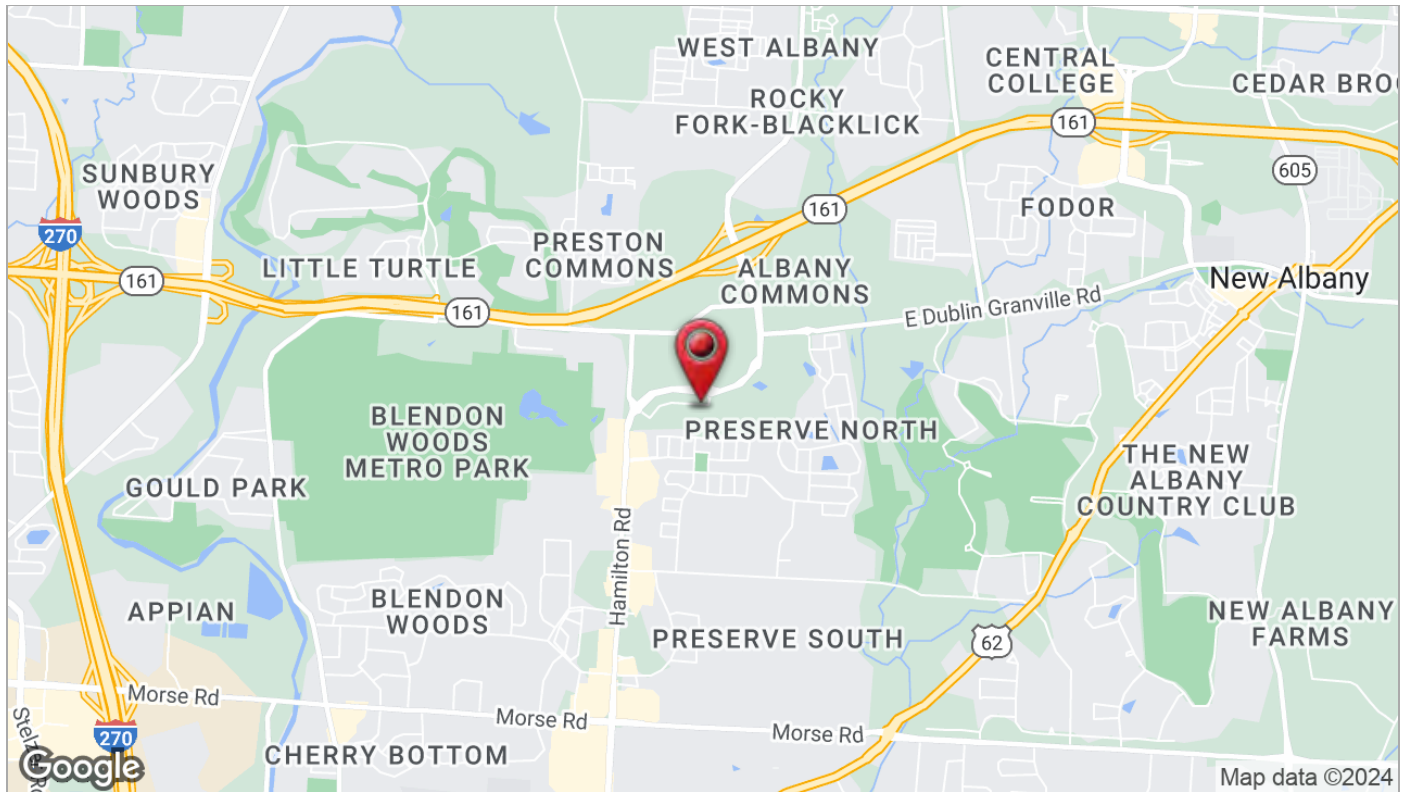 WEST ALBANY
CENTRAL
COLLEGE
CEDAR BRO
ROCKY
FORK-BLACKLICK
161
605
SUNBURY
WOODS
161
FODOR
270
PRESTON
COMMONS
LITTLE TURTLE
161
ALBANY
COMMONS
New Albany
161
E Dublin Granville Rd
BLENDON
WOODS
METRO PARK
PRESERVE NORTH
THE NEW
ALBANY
COUNTRY CLUB
GOULD PARK
Hamilton Rd
APPIAN
BLENDON
WOODS
PRESERVE SOUTH
62
NEW ALBANY
FARMS
Morse Rd
Morse Rd
Morse Rd
270
CHERRY BOTTOM
Google
Map data ©2024